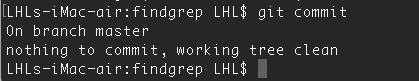 [LHLs-iMac-air:findgrep LHL$ git commit
On branch master
nothing to commit, working tree clean
LHLs-iMac-air:findgrep LHL$